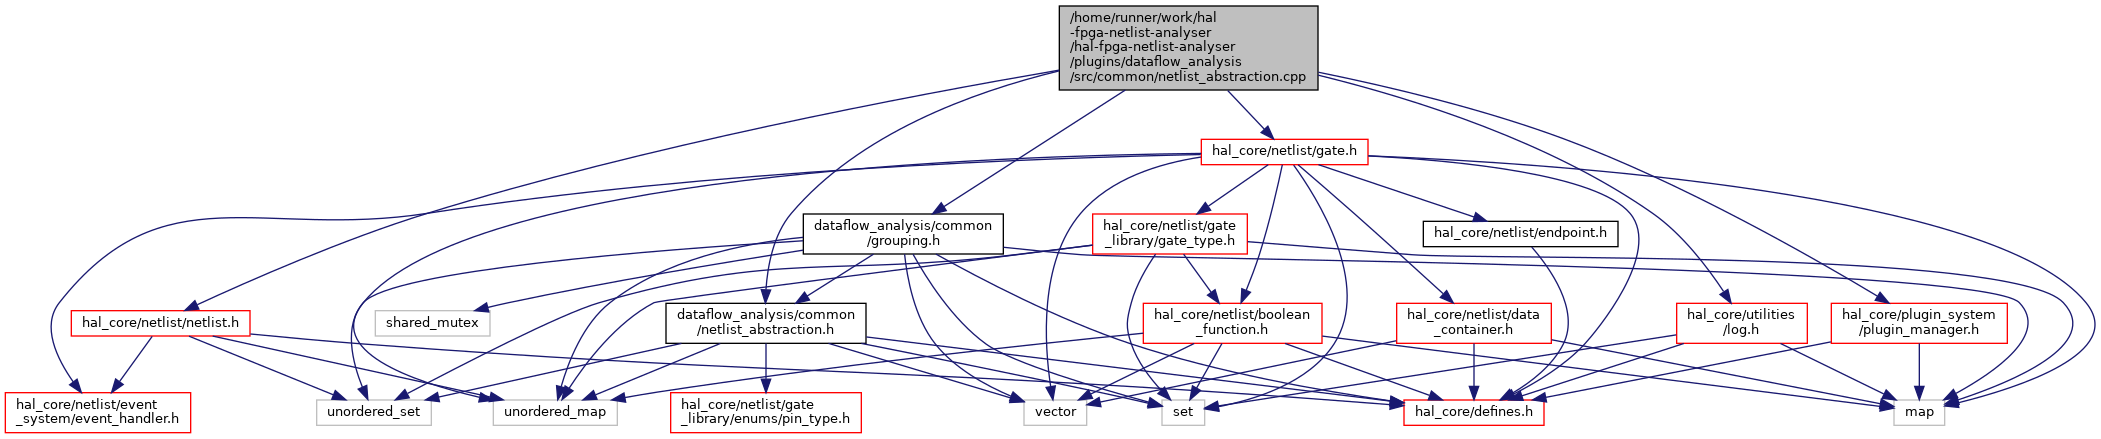 /home/runner/work/hal
-fpga-netlist-analyser
/hal-fpga-netlist-analyser
/plugins/dataflow_analysis
/src/common/netlist_abstraction.cpp
hal_core/netlist/gate.h
dataflow_analysis/common
/grouping.h
hal_core/netlist/gate
_library/gate_type.h
hal_core/netlist/endpoint.h
hal_core/netlist/netlist.h
shared_mutex
dataflow_analysis/common
/netlist_abstraction.h
hal_core/netlist/boolean
_function.h
hal_core/netlist/data
_container.h
hal_core/utilities
/log.h
hal_core/plugin_system
/plugin_manager.h
hal_core/netlist/event
_system/event_handler.h
unordered_set
unordered_map
hal_core/netlist/gate
_library/enums/pin_type.h
vector
set
hal_core/defines.h
map